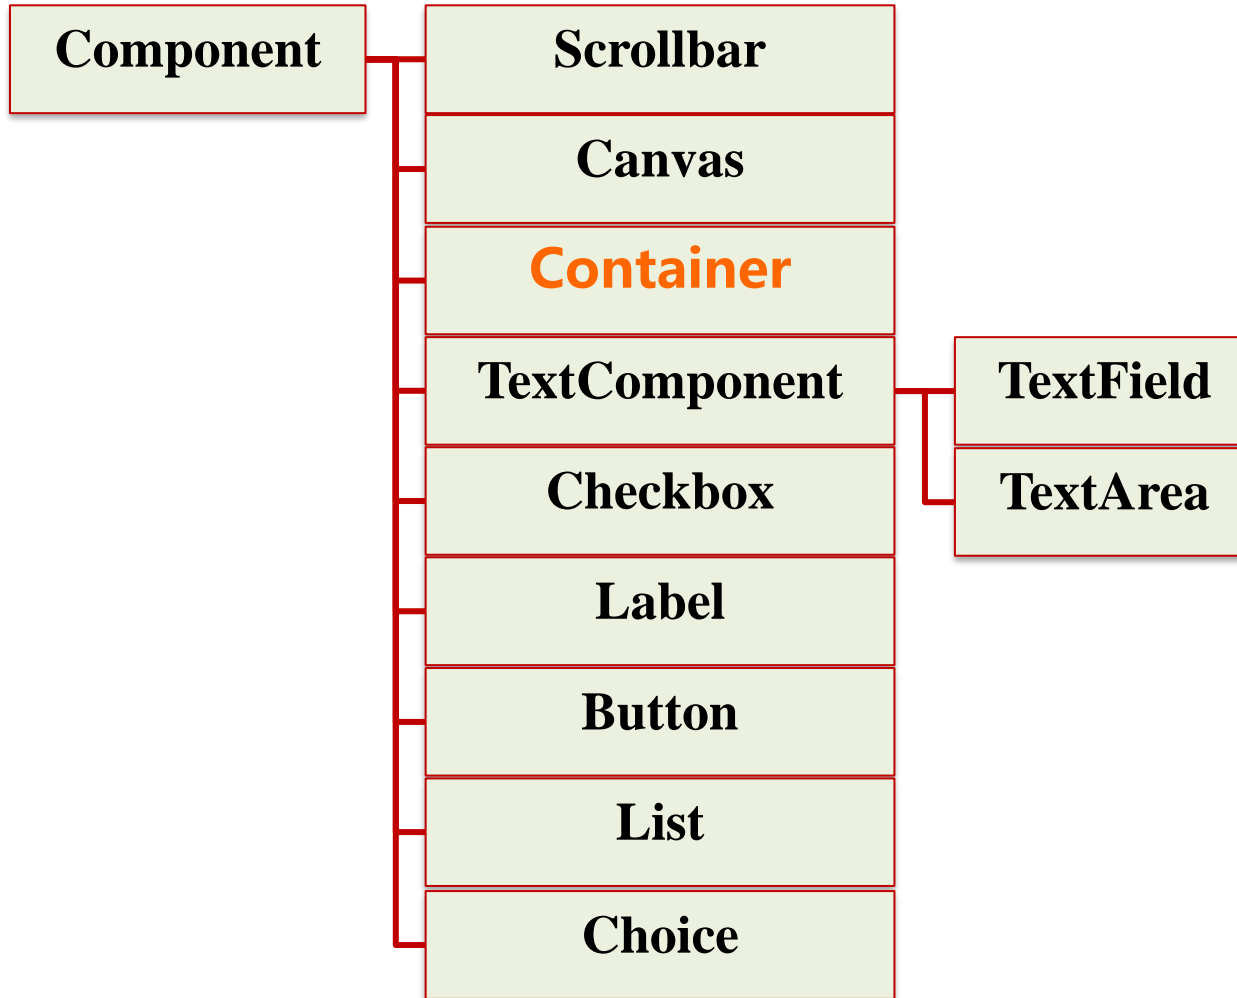 Component
Scrollbar
Canvas
Container
TextComponent
TextField
Checkbox
TextArea
Label
Button
List
Choice